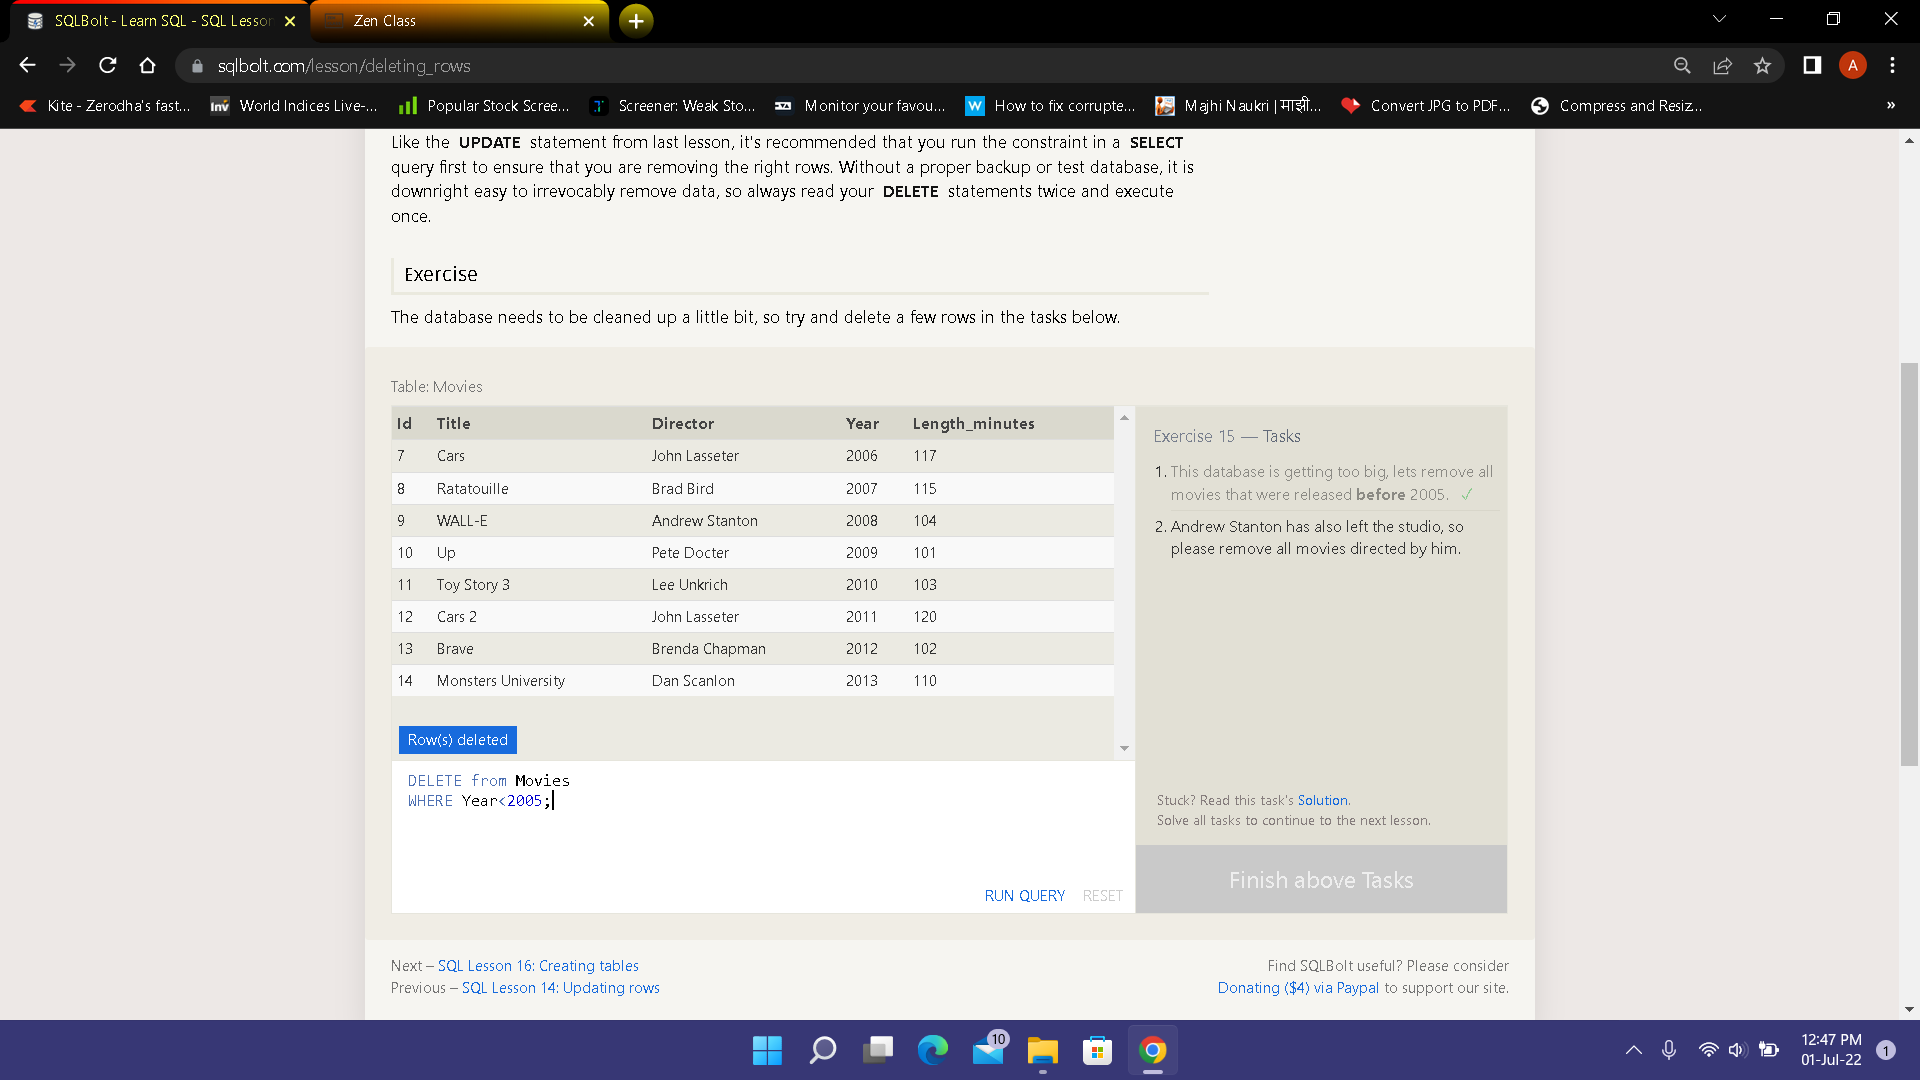 SQLBolt - Learn SQL - SQL Lesson
Zen Class
sqlbolt.com/lesson/deleting_rows
A
Kite - Zerodha's fast...
Inv World Indices Live-...
Popular Stock Scree...
Screener: Weak Sto...
Monitor your favou...
W How to fix corrupte...
Majhi Naukri | माझी...
Convert JPG to PDF...
Compress and Resiz...
»
Like the UPDATE statement from last lesson, it's recommended that you run the constraint in a SELECT
query first to ensure that you are removing the right rows. Without a proper backup or test database, it is
downright easy to irrevocably remove data, so always read your DELETE statements twice and execute
once.
Exercise
The database needs to be cleaned up a little bit, so try and delete a few rows in the tasks below.
Table: Movies
Id Title Director Year Length_minutes
7 Cars John Lasseter 2006 117
8 Ratatouille Brad Bird 2007 115
9 WALL-E Andrew Stanton 2008 104
10 Up Pete Docter 2009 101
11 Toy Story 3 Lee Unkrich 2010 103
12 Cars 2 John Lasseter 2011 120
13 Brave Brenda Chapman 2012 102
14 Monsters University Dan Scanlon 2013 110
Row(s) deleted
DELETE from Movies
WHERE Year<2005;
RUN QUERY RESET
Exercise 15 — Tasks
1. This database is getting too big, lets remove all
movies that were released before 2005. ✓
2. Andrew Stanton has also left the studio, so
please remove all movies directed by him.
Stuck? Read this task's Solution.
Solve all tasks to continue to the next lesson.
Finish above Tasks
Next – SQL Lesson 16: Creating tables
Previous – SQL Lesson 14: Updating rows
Find SQLBolt useful? Please consider
Donating ($4) via Paypal to support our site.
10
12:47 PM
01-Jul-22
1